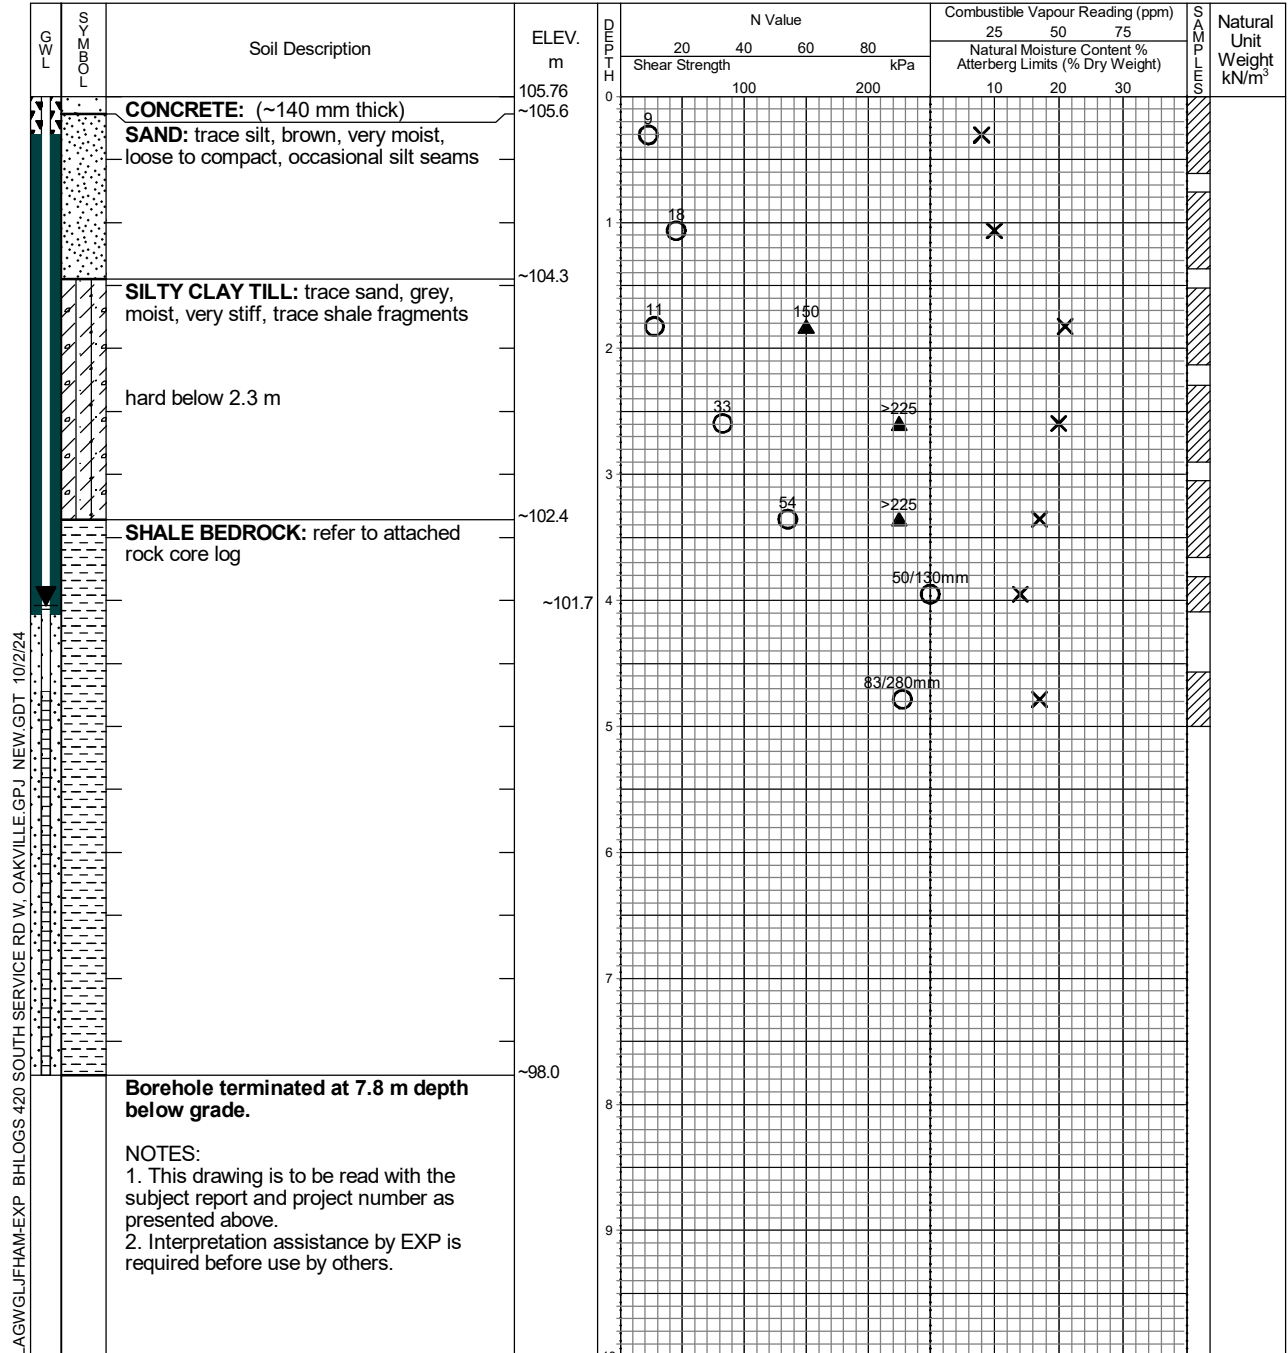 GWL
SYMBOL
Soil Description
ELEV.
m
DEPTH
N Value
20 40 60 80
Shear Strength kPa
100 200
Combustible Vapour Reading (ppm)
25 50 75
Natural Moisture Content %
Atterberg Limits (% Dry Weight)
10 20 30
SAMPLES
Natural
Unit
Weight
kN/m³
105.76
0
CONCRETE: (~140 mm thick)
~105.6
SAND: trace silt, brown, very moist,
loose to compact, occasional silt seams
9
18
1
~104.3
SILTY CLAY TILL: trace sand, grey,
moist, very stiff, trace shale fragments
11
150
2
hard below 2.3 m
33
>225
3
54
>225
~102.4
SHALE BEDROCK: refer to attached
rock core log
50/130mm
~101.7
4
83/280mm
5
6
7
~98.0
Borehole terminated at 7.8 m depth
below grade.
8
NOTES:
1. This drawing is to be read with the
subject report and project number as
presented above.
2. Interpretation assistance by EXP is
required before use by others.
9
AGWGLJFHAM-EXP BHLOGS 420 SOUTH SERVICE RD W, OAKVILLE.GPJ NEW.GDT 10/2/24